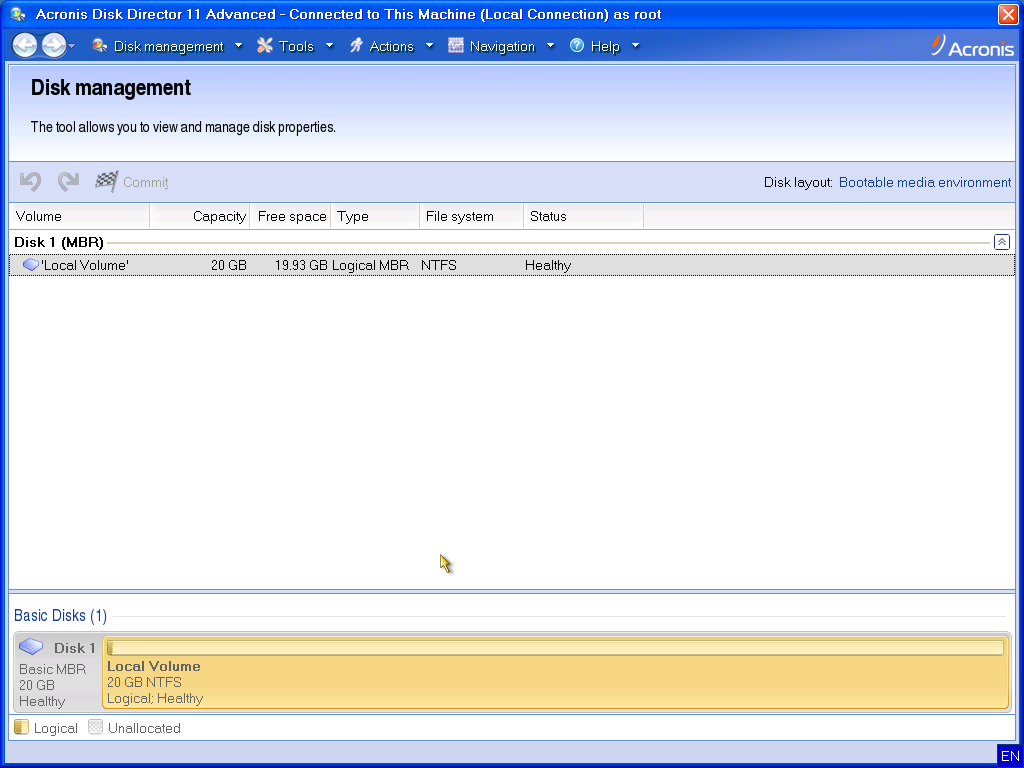 Acronis Disk Director 11 Advanced - Connected to This Machine (Local Connection) as root
Disk management Tools Actions Navigation Help Acronis
Disk management
The tool allows you to view and manage disk properties.
Commit Disk layout: Bootable media environment
Volume Capacity Free space Type File system Status
Disk 1 (MBR)
'Local Volume' 20 GB 19.93 GB Logical MBR NTFS Healthy
Basic Disks (1)
Disk 1
Basic MBR
20 GB
Healthy
Local Volume
20 GB NTFS
Logical; Healthy
Logical Unallocated
EN